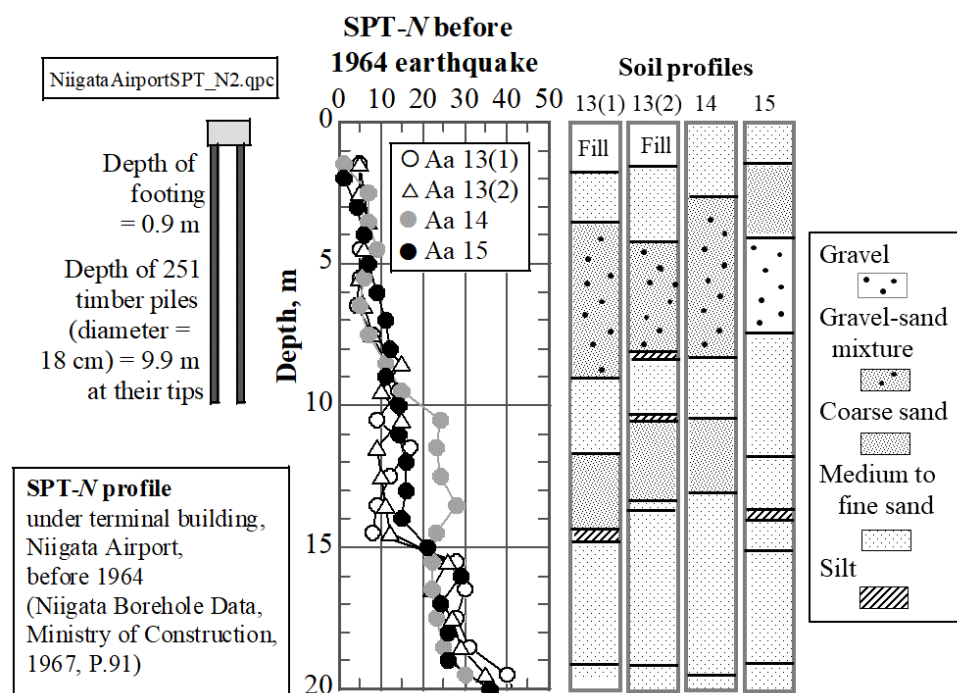 SPT-N before
1964 earthquake
NiigataAirportSPT_N2.qpc
Soil profiles
0 10 20 30 40 50
13(1) 13(2) 14 15
0
5
10
15
20
Depth, m
Depth of
footing
= 0.9 m
Depth of 251
timber piles
(diameter =
18 cm) = 9.9 m
at their tips
Aa 13(1)
Aa 13(2)
Aa 14
Aa 15
Fill
Fill
Gravel
Gravel-sand
mixture
Coarse sand
Medium to
fine sand
Silt
SPT-N profile
under terminal building,
Niigata Airport,
before 1964
(Niigata Borehole Data,
Ministry of Construction,
1967, P.91)